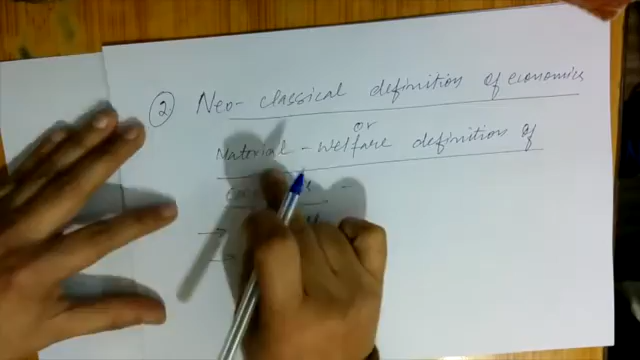 ② Neo-classical definition of economics
or
Material-Welfare definition of